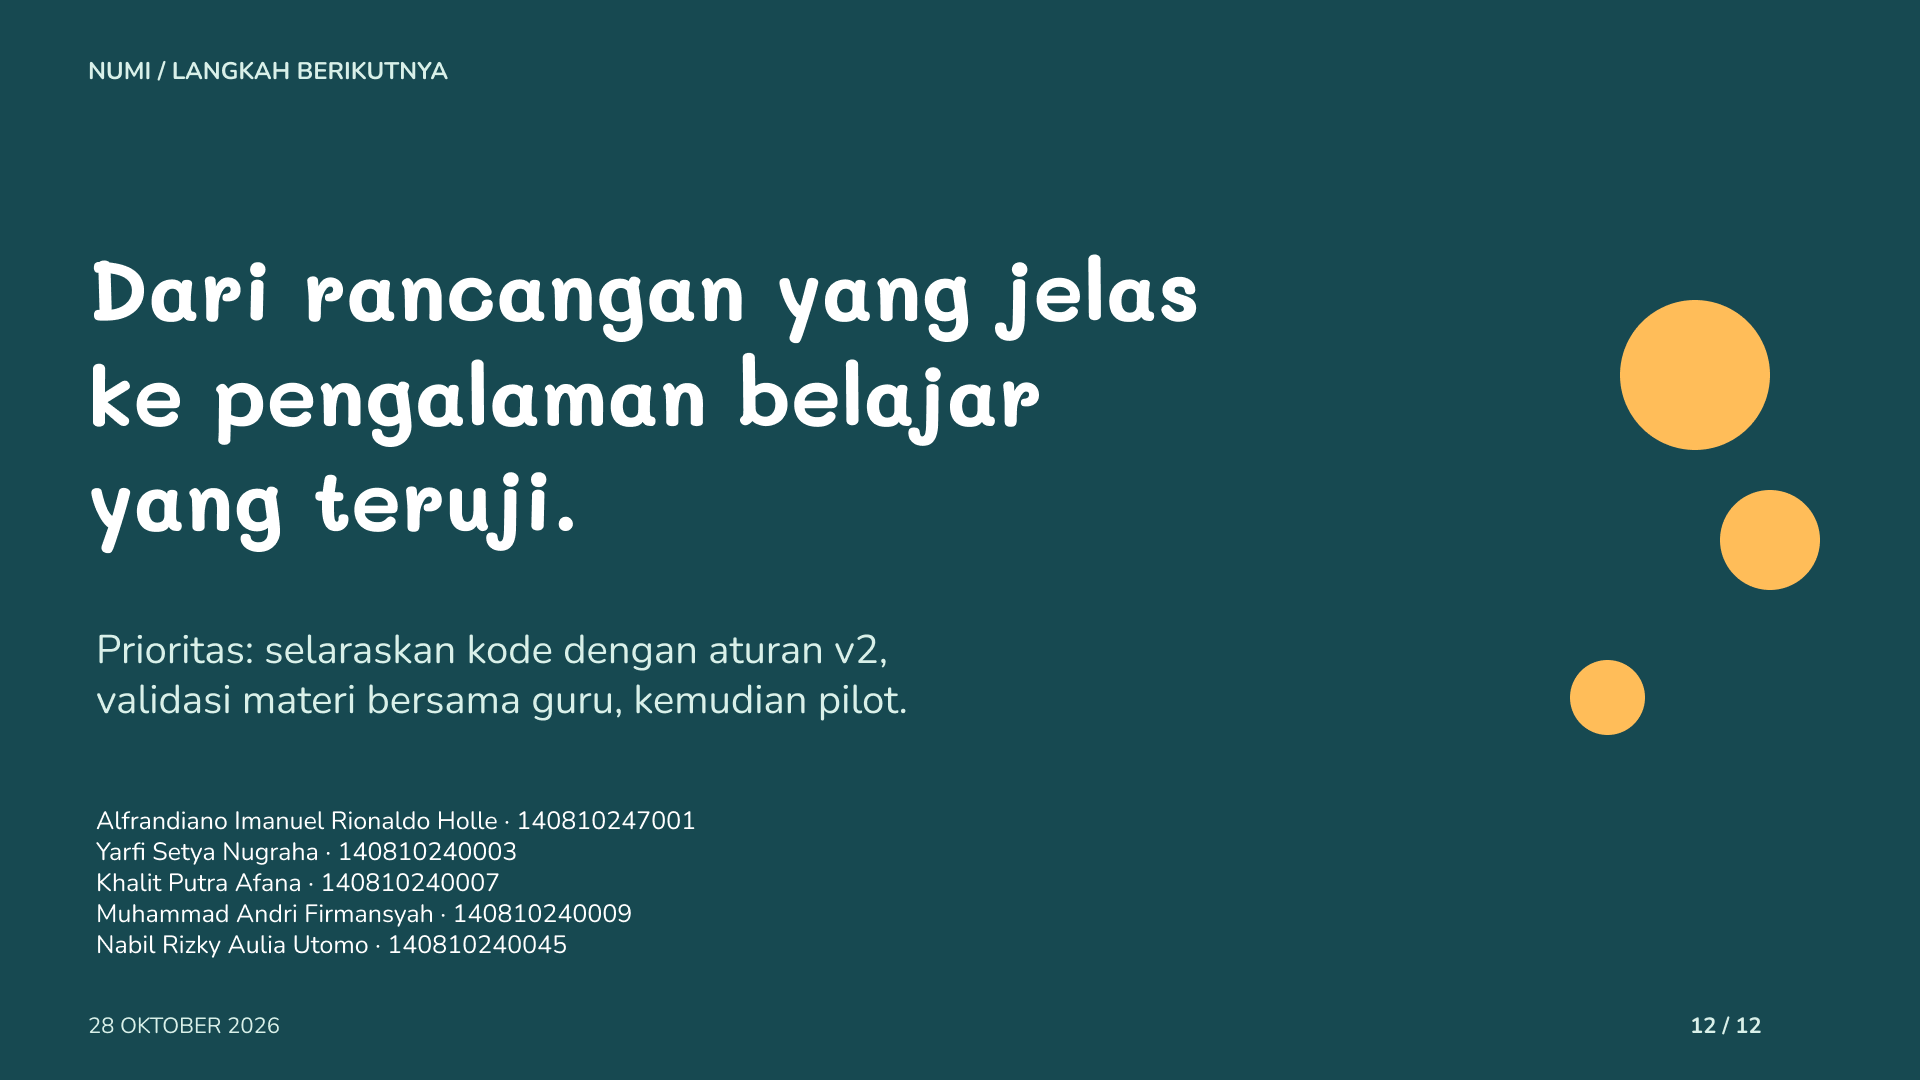 NUMI / LANGKAH BERIKUTNYA
Dari rancangan yang jelas
ke pengalaman belajar
yang teruji.
Prioritas: selaraskan kode dengan aturan v2,
validasi materi bersama guru, kemudian pilot.
Alfrandiano Imanuel Rionaldo Holle · 140810247001
Yarfi Setya Nugraha · 140810240003
Khalit Putra Afana · 140810240007
Muhammad Andri Firmansyah · 140810240009
Nabil Rizky Aulia Utomo · 140810240045
28 OKTOBER 2026
12 / 12